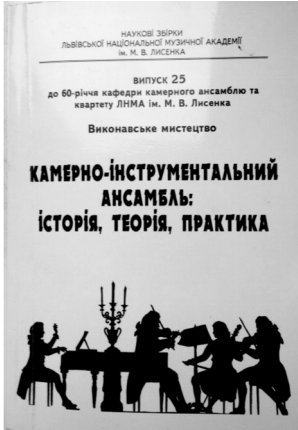 НАУКОВІ ЗБІРКИ
ЛЬВІВСЬКОЇ НАЦІОНАЛЬНОЇ МУЗИЧНОЇ АКАДЕМІЇ
ІМ. М. В. ЛИСЕНКА
ВИПУСК 25
до 60-річчя кафедри камерного ансамблю та
квартету ЛНМА ім. М. В. Лисенка
Виконавське мистецтво
КАМЕРНО-ІНСТРУМЕНТАЛЬНИЙ
АНСАМБЛЬ:
ІСТОРІЯ, ТЕОРІЯ, ПРАКТИКА